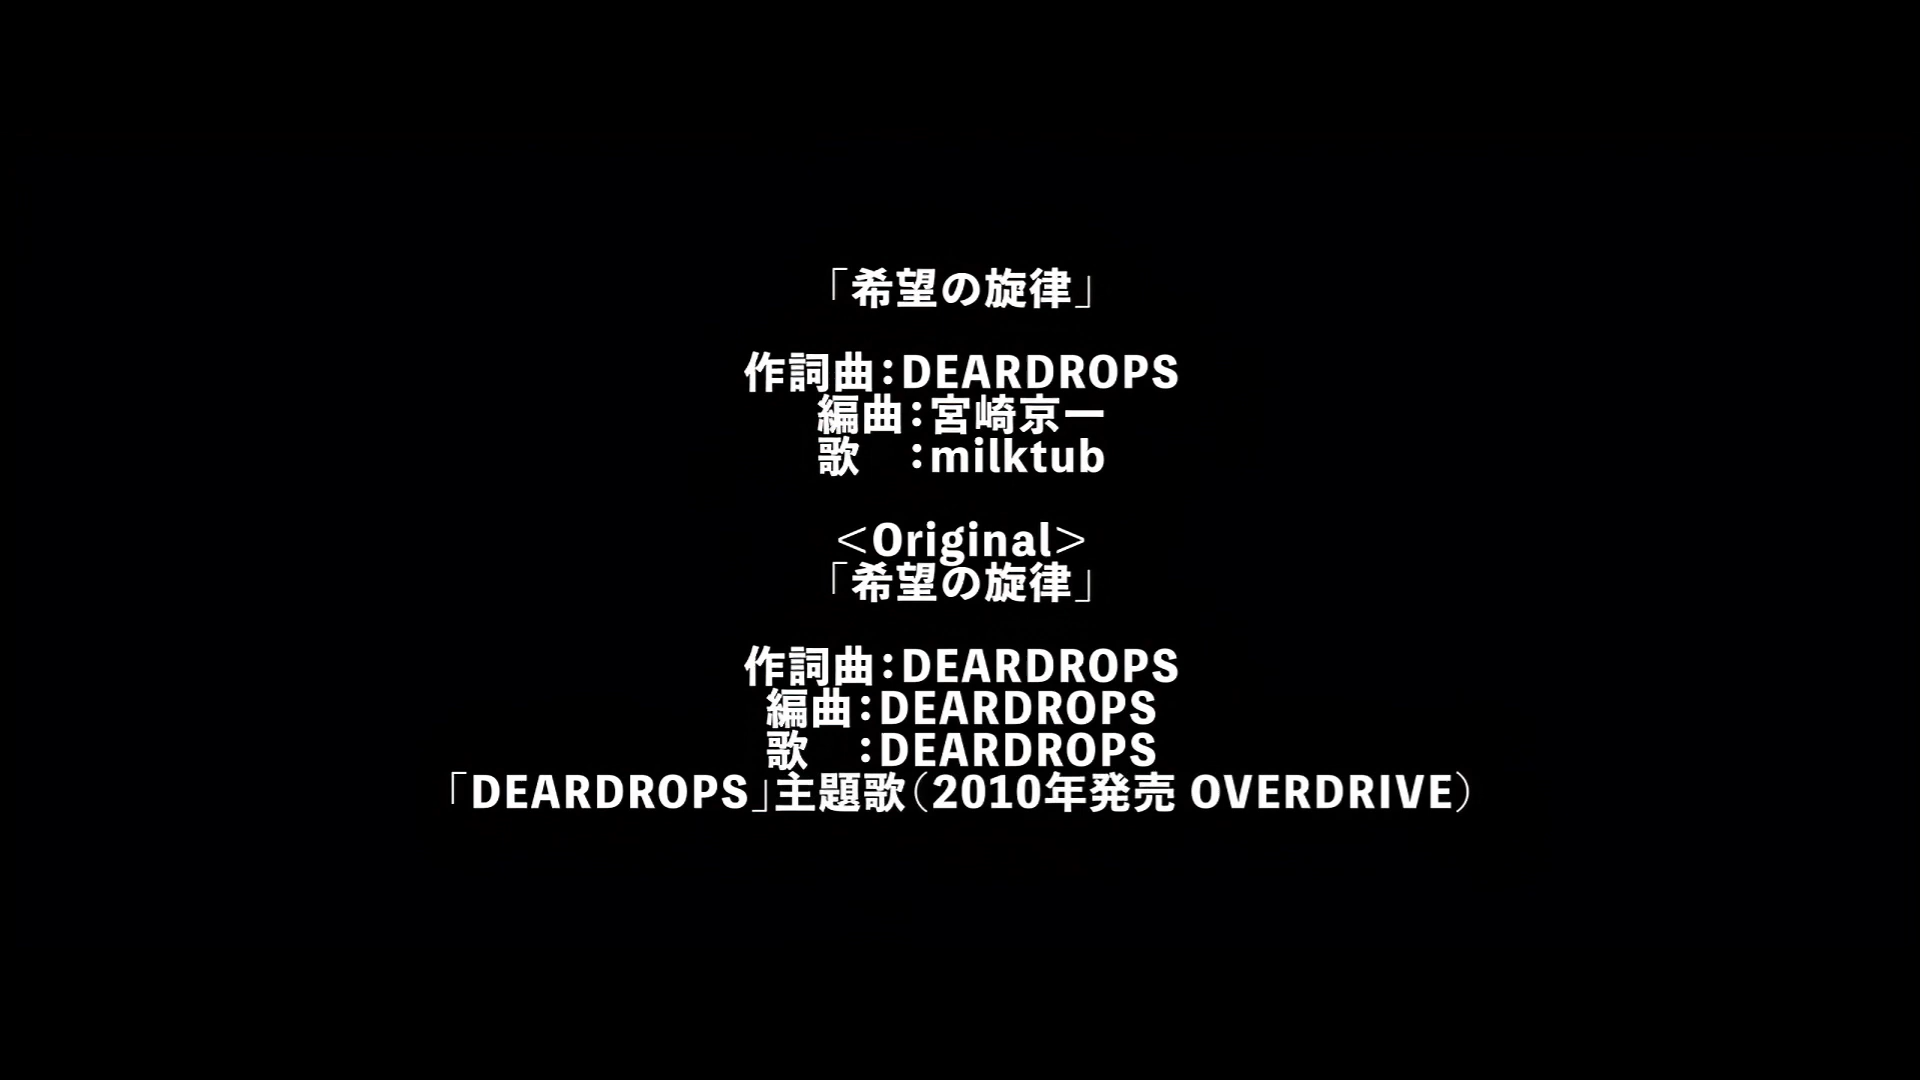 「希望の旋律」
作詞曲：DEARDROPS
編曲：宮崎京一
歌　：milktub
＜Original＞
「希望の旋律」
作詞曲：DEARDROPS
編曲：DEARDROPS
歌　：DEARDROPS
「DEARDROPS」主題歌（2010年発売 OVERDRIVE）